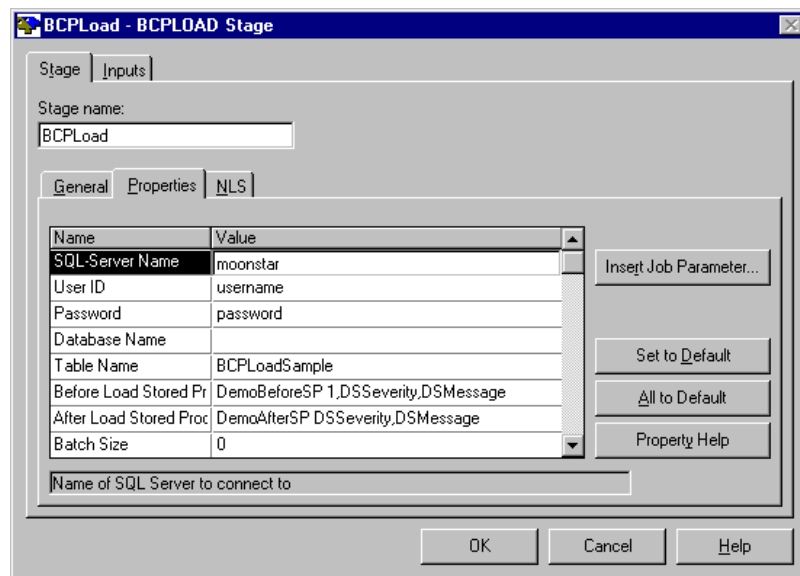 BCPLoad - BCPLOAD Stage
Stage Inputs
Stage name:
BCPLoad
General Properties NLS
Name Value
SQL-Server Name moonstar
Insert Job Parameter...
User ID username
Password password
Database Name
Set to Default
Table Name BCPLoadSample
Before Load Stored Pr DemoBeforeSP 1,DSSeverity,DSMessage
All to Default
After Load Stored Proc DemoAfterSP DSSeverity,DSMessage
Batch Size 0
Property Help
Name of SQL Server to connect to
OK Cancel Help